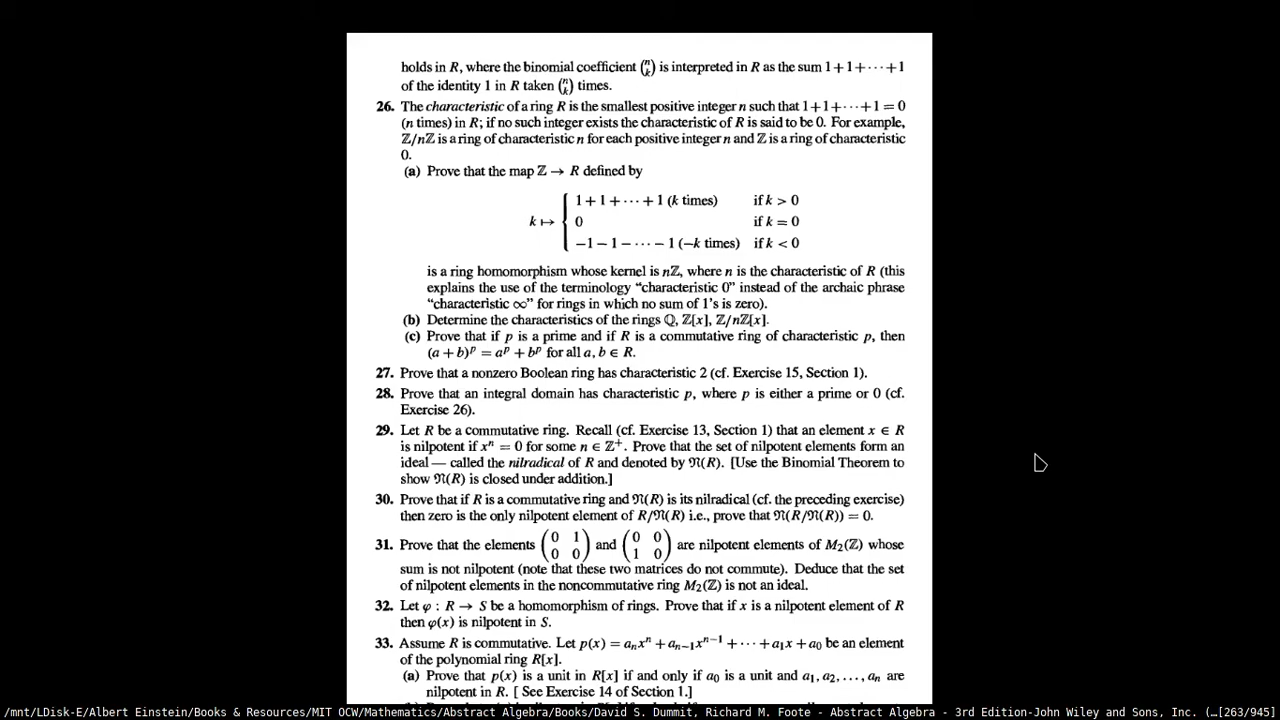 holds in R, where the binomial coefficient (n k) is interpreted in R as the sum 1 + 1 + ··· + 1
of the identity 1 in R taken (n k) times.
26. The characteristic of a ring R is the smallest positive integer n such that 1 + 1 + ··· + 1 = 0
(n times) in R; if no such integer exists the characteristic of R is said to be 0. For example,
ℤ/nℤ is a ring of characteristic n for each positive integer n and ℤ is a ring of characteristic
0.
(a) Prove that the map ℤ → R defined by
1 + 1 + ··· + 1 (k times) if k > 0
k ↦ { 0 if k = 0
−1 − 1 − ··· − 1 (−k times) if k < 0
is a ring homomorphism whose kernel is nℤ, where n is the characteristic of R (this
explains the use of the terminology “characteristic 0” instead of the archaic phrase
“characteristic ∞” for rings in which no sum of 1’s is zero).
(b) Determine the characteristics of the rings ℚ, ℤ[x], ℤ/nℤ[x].
(c) Prove that if p is a prime and if R is a commutative ring of characteristic p, then
(a + b)ᵖ = aᵖ + bᵖ for all a, b ∈ R.
27. Prove that a nonzero Boolean ring has characteristic 2 (cf. Exercise 15, Section 1).
28. Prove that an integral domain has characteristic p, where p is either a prime or 0 (cf.
Exercise 26).
29. Let R be a commutative ring. Recall (cf. Exercise 13, Section 1) that an element x ∈ R
is nilpotent if xⁿ = 0 for some n ∈ ℤ⁺. Prove that the set of nilpotent elements form an
ideal — called the nilradical of R and denoted by 𝔑(R). [Use the Binomial Theorem to
show 𝔑(R) is closed under addition.]
30. Prove that if R is a commutative ring and 𝔑(R) is its nilradical (cf. the preceding exercise)
then zero is the only nilpotent element of R/𝔑(R) i.e., prove that 𝔑(R/𝔑(R)) = 0.
31. Prove that the elements (0 1 0 0) and (0 0 1 0) are nilpotent elements of M₂(ℤ) whose
sum is not nilpotent (note that these two matrices do not commute). Deduce that the set
of nilpotent elements in the noncommutative ring M₂(ℤ) is not an ideal.
32. Let φ : R → S be a homomorphism of rings. Prove that if x is a nilpotent element of R
then φ(x) is nilpotent in S.
33. Assume R is commutative. Let p(x) = aₙxⁿ + aₙ₋₁xⁿ⁻¹ + ··· + a₁x + a₀ be an element
of the polynomial ring R[x].
(a) Prove that p(x) is a unit in R[x] if and only if a₀ is a unit and a₁, a₂, ..., aₙ are
nilpotent in R. [ See Exercise 14 of Section 1.]
/mnt/LDisk-E/Albert Einstein/Books & Resources/MIT OCW/Mathematics/Abstract Algebra/Books/David S. Dummit, Richard M. Foote - Abstract Algebra - 3rd Edition-John Wiley and Sons, Inc. (…[263/945]